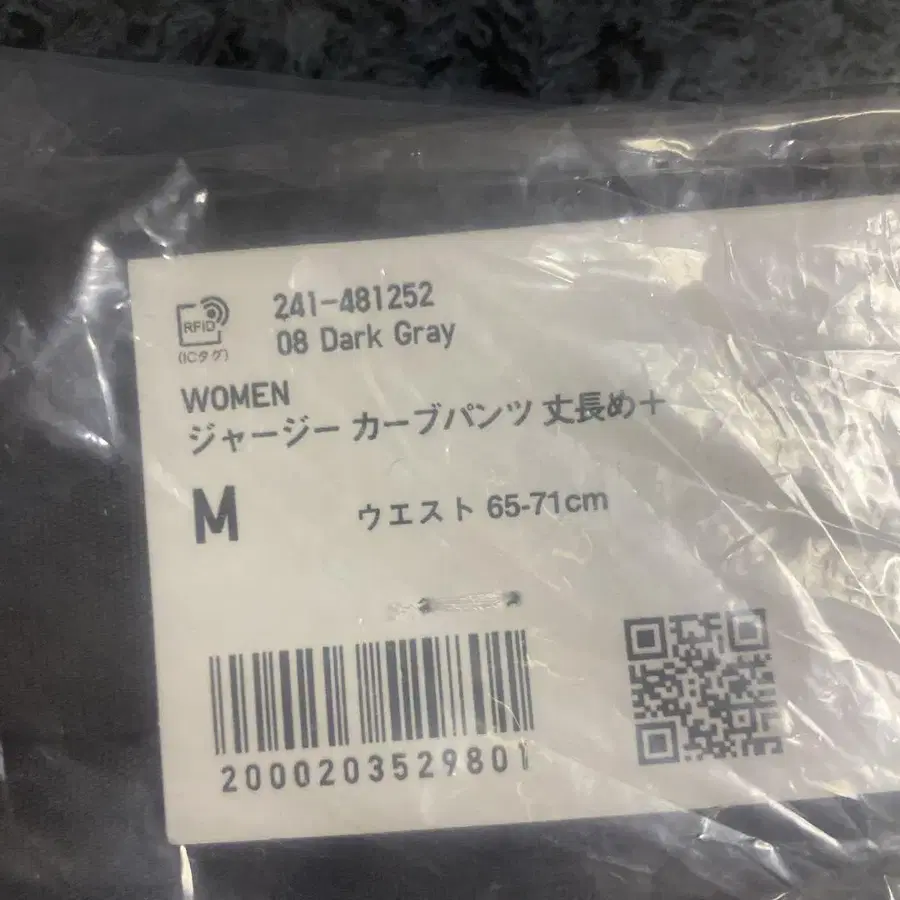 RFID
(ICタグ)
241-481252
08 Dark Gray
WOMEN
ジャージー カーブパンツ 丈長め+
M
ウエスト 65-71cm
2000203529801